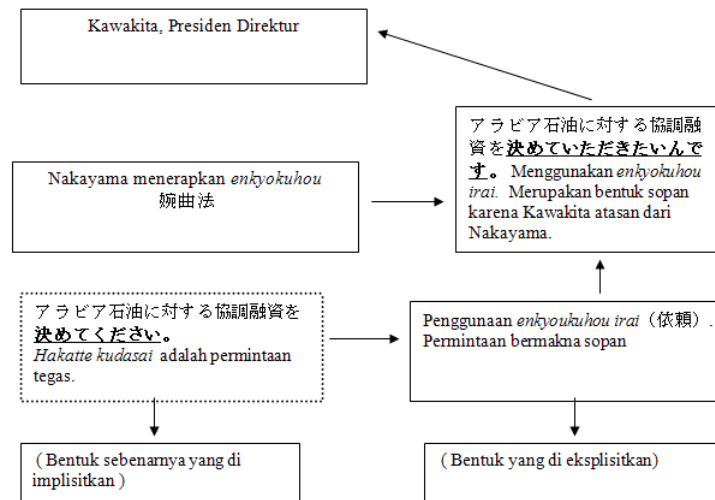 Kawakita, Presiden Direktur
アラビア石油に対する協調融
資を決めていただきたいんで
す。 Menggunakan enkyokuhou
irai. Merupakan bentuk sopan
karena Kawakita atasan dari
Nakayama.
Nakayama menerapkan enkyokuhou
婉曲法
アラビア石油に対する協調融資を
決めてください。
Hakatte kudasai adalah permintaan
tegas.
Penggunaan enkyoukuhou irai（依頼）.
Permintaan bermakna sopan
( Bentuk sebenarnya yang di
implisitkan )
( Bentuk yang di eksplisitkan)